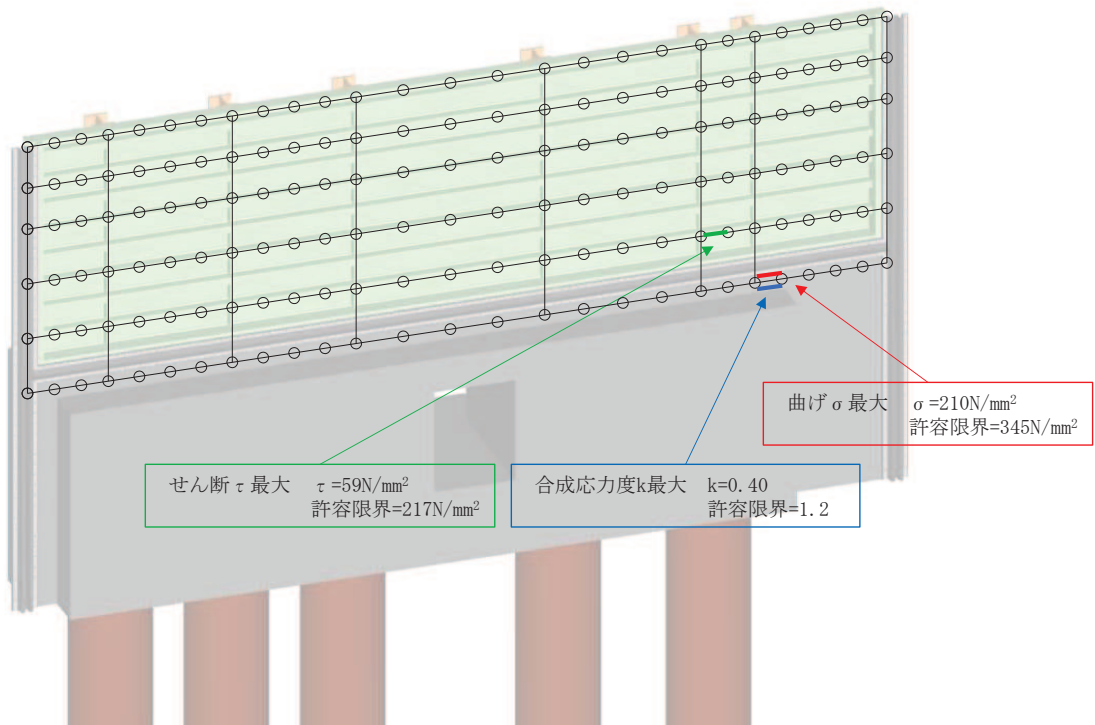 曲げσ最大 σ=210N/mm²
許容限界=345N/mm²
せん断τ最大 τ=59N/mm²
許容限界=217N/mm²
合成応力度k最大 k=0.40
許容限界=1.2